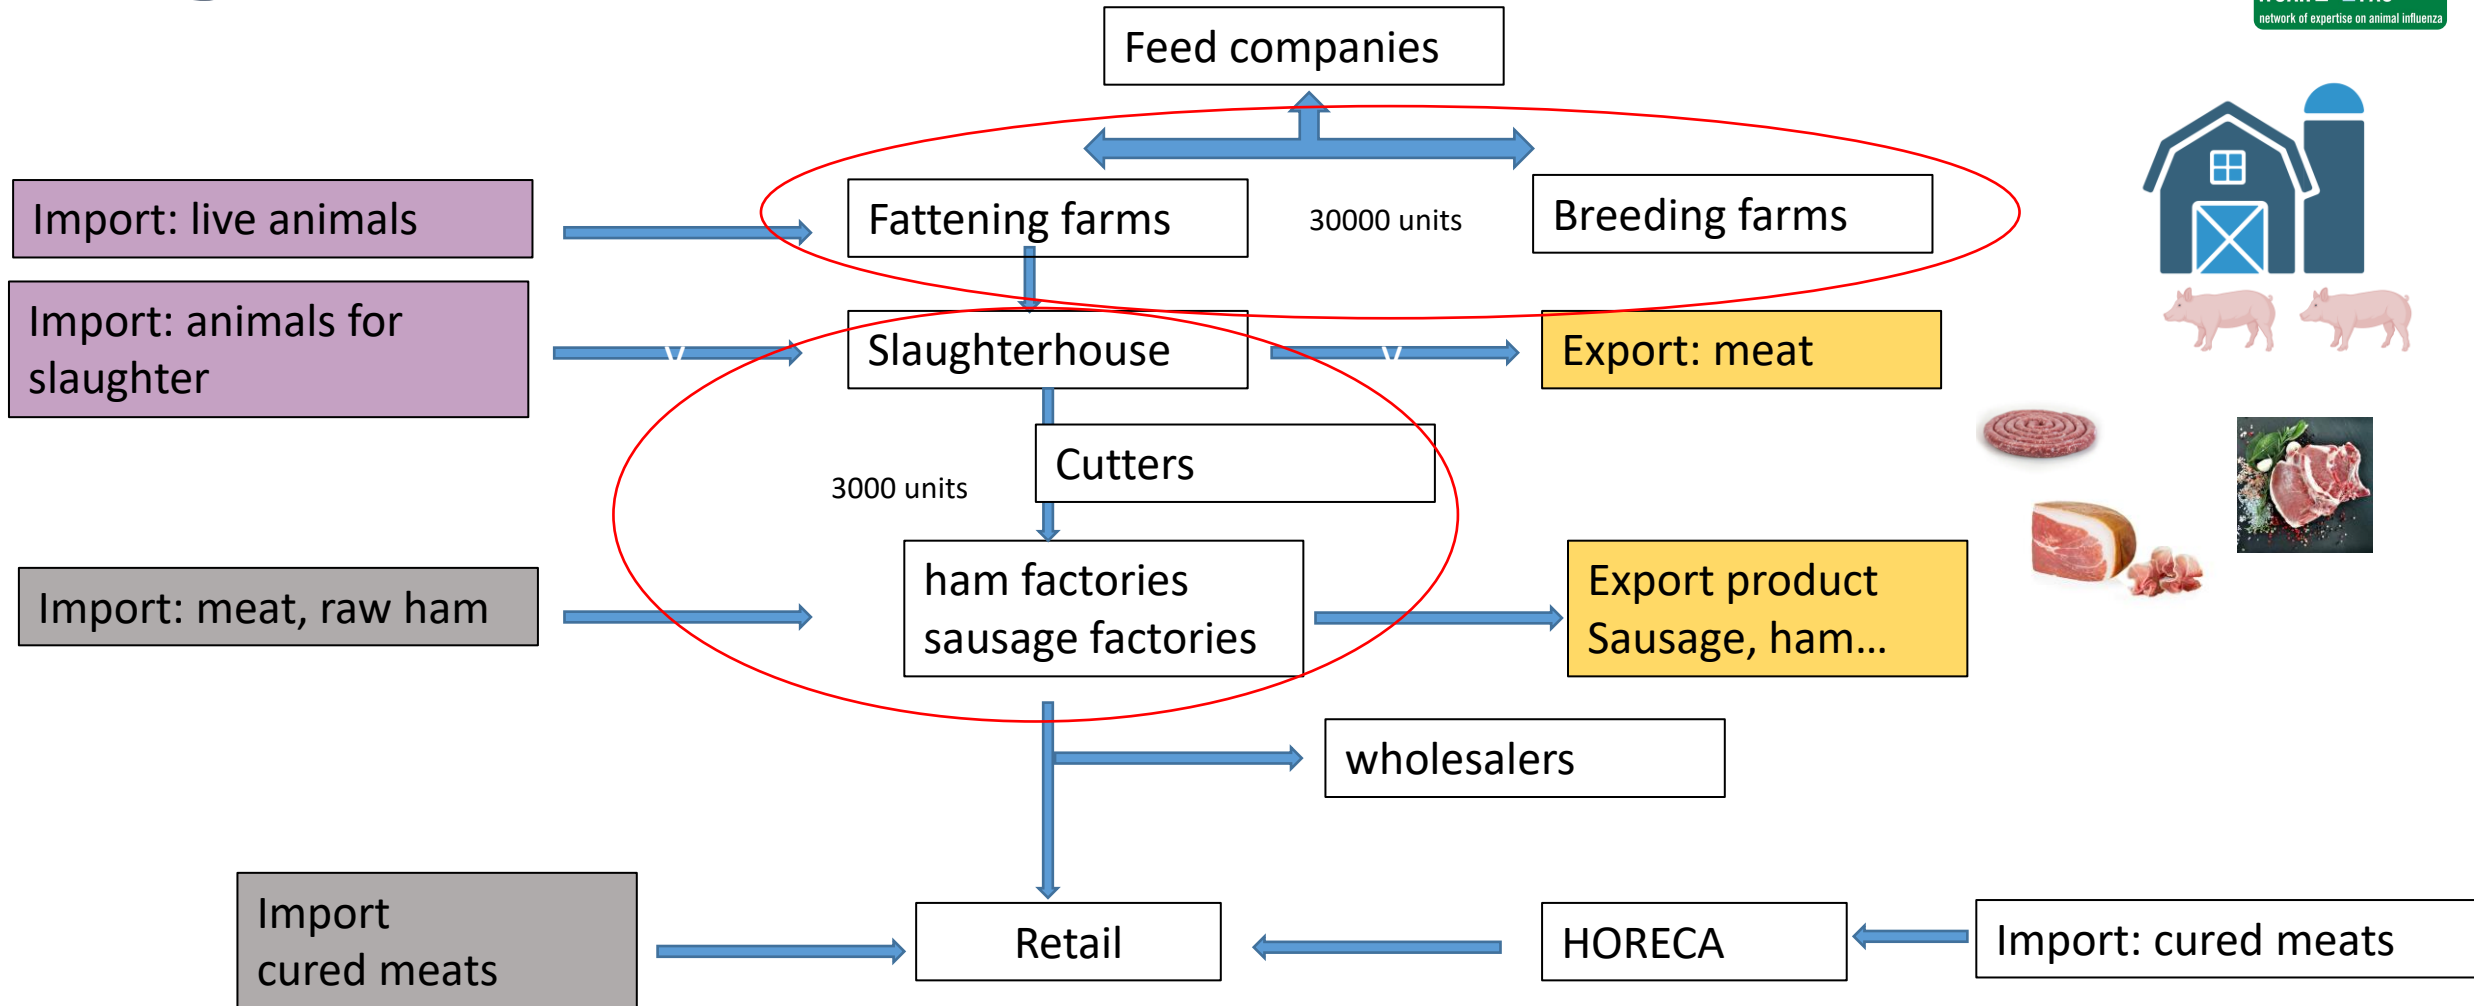 network of expertise on animal influenza
Feed companies
Import: live animals
Fattening farms
30000 units
Breeding farms
Import: animals for
slaughter
V
Slaughterhouse
V
Export: meat
Cutters
3000 units
Import: meat, raw ham
ham factories
sausage factories
Export product
Sausage, ham...
wholesalers
Import
cured meats
Retail
HORECA
Import: cured meats